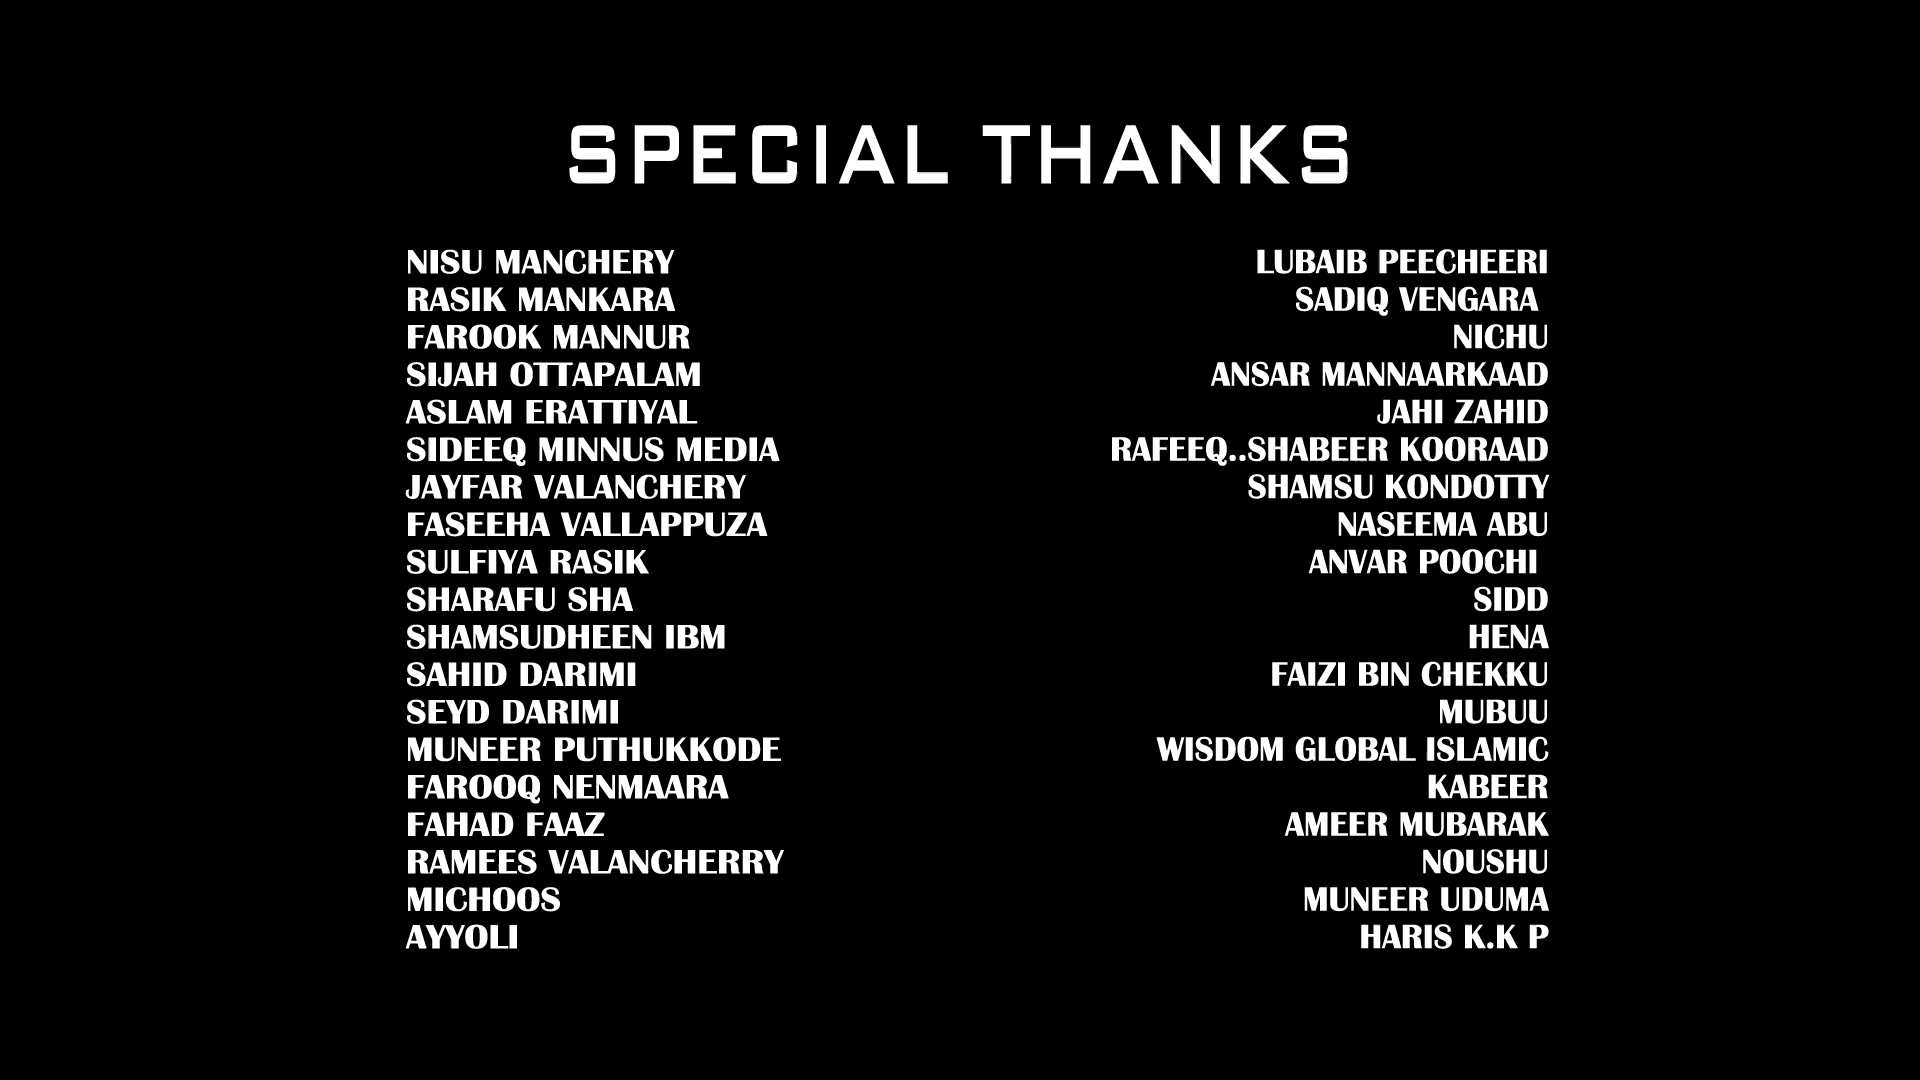 SPECIAL THANKS
NISU MANCHERY
RASIK MANKARA
FAROOK MANNUR
SIJAH OTTAPALAM
ASLAM ERATTIYAL
SIDEEQ MINNUS MEDIA
JAYFAR VALANCHERY
FASEEHA VALLAPPUZA
SULFIYA RASIK
SHARAFU SHA
SHAMSUDHEEN IBM
SAHID DARIMI
SEYD DARIMI
MUNEER PUTHUKKODE
FAROOQ NENMAARA
FAHAD FAAZ
RAMEES VALANCHERRY
MICHOOS
AYYOLI
LUBAIB PEECHEERI
SADIQ VENGARA
NICHU
ANSAR MANNAARKAAD
JAHI ZAHID
RAFEEQ..SHABEER KOORAAD
SHAMSU KONDOTTY
NASEEMA ABU
ANVAR POOCHI
SIDD
HENA
FAIZI BIN CHEKKU
MUBUU
WISDOM GLOBAL ISLAMIC
KABEER
AMEER MUBARAK
NOUSHU
MUNEER UDUMA
HARIS K.K P